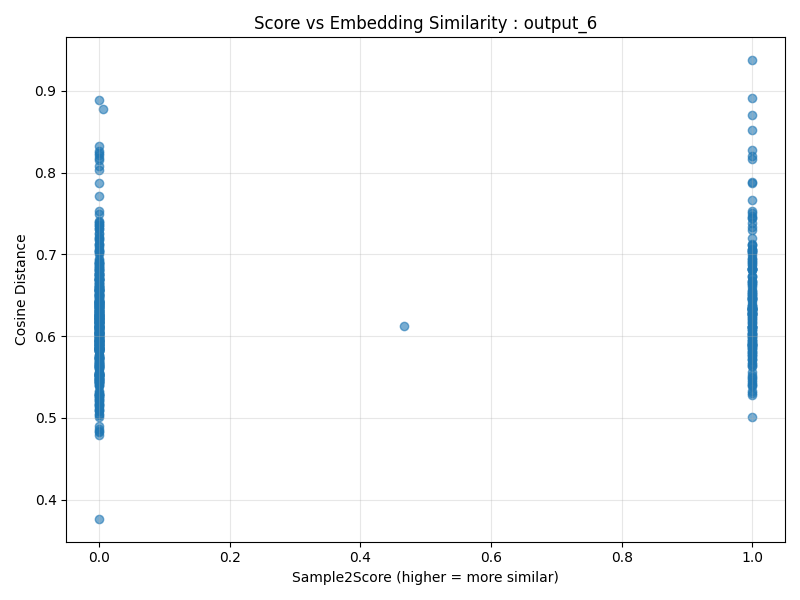 Score vs Embedding Similarity : output_6
Cosine Distance
0.9
0.8
0.7
0.6
0.5
0.4
0.0 0.2 0.4 0.6 0.8 1.0
Sample2Score (higher = more similar)